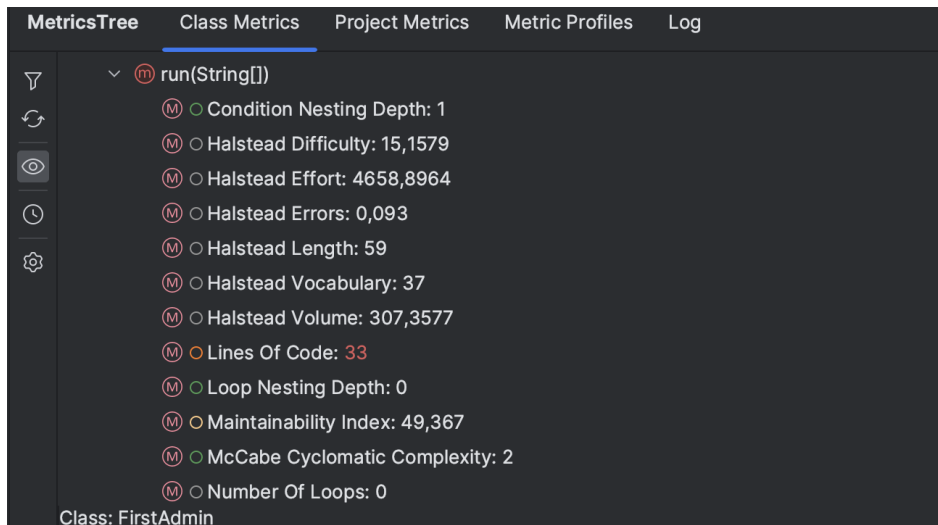 MetricsTree Class Metrics Project Metrics Metric Profiles Log
m run(String[])
M Condition Nesting Depth: 1
M Halstead Difficulty: 15,1579
M Halstead Effort: 4658,8964
M Halstead Errors: 0,093
M Halstead Length: 59
M Halstead Vocabulary: 37
M Halstead Volume: 307,3577
M Lines Of Code: 33
M Loop Nesting Depth: 0
M Maintainability Index: 49,367
M McCabe Cyclomatic Complexity: 2
M Number Of Loops: 0
Class: FirstAdmin